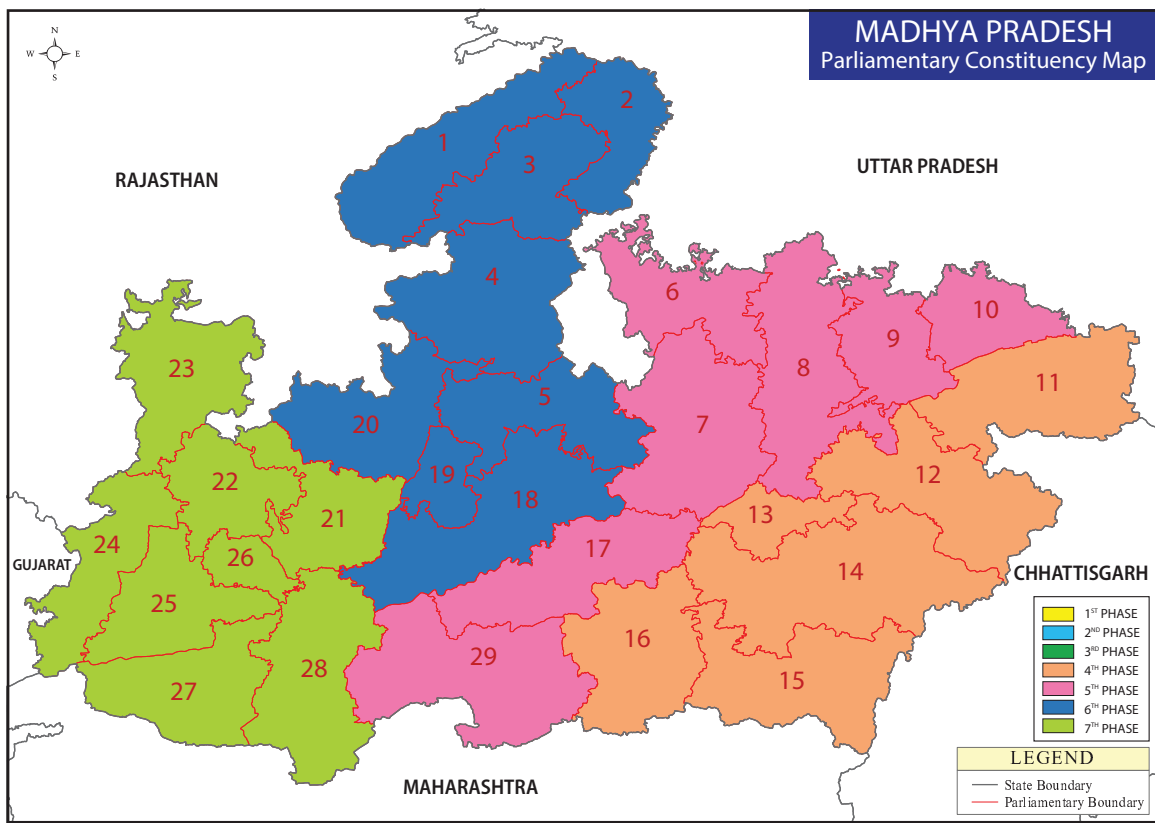 MADHYA PRADESH
Parliamentary Constituency Map
N
W E
S
RAJASTHAN
UTTAR PRADESH
GUJARAT
CHHATTISGARH
MAHARASHTRA
1
2
3
4
5
6
7
8
9
10
11
12
13
14
15
16
17
18
19
20
21
22
23
24
25
26
27
28
29
1ST PHASE
2ND PHASE
3RD PHASE
4TH PHASE
5TH PHASE
6TH PHASE
7TH PHASE
LEGEND
State Boundary
Parliamentary Boundary